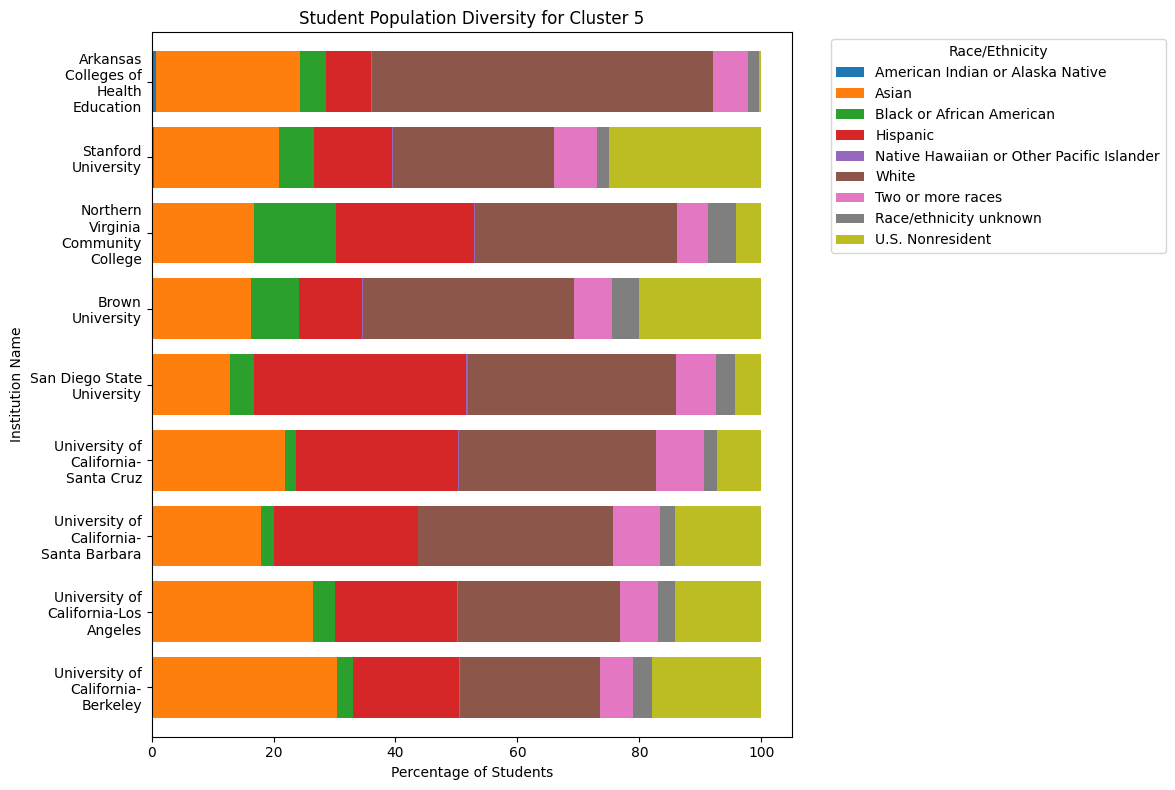 Student Population Diversity for Cluster 5
Arkansas
Colleges of
Health
Education
Stanford
University
Northern
Virginia
Community
College
Brown
University
San Diego State
University
University of
California-
Santa Cruz
University of
California-
Santa Barbara
University of
California-Los
Angeles
University of
California-
Berkeley
Institution Name
0 20 40 60 80 100
Percentage of Students
Race/Ethnicity
American Indian or Alaska Native
Asian
Black or African American
Hispanic
Native Hawaiian or Other Pacific Islander
White
Two or more races
Race/ethnicity unknown
U.S. Nonresident